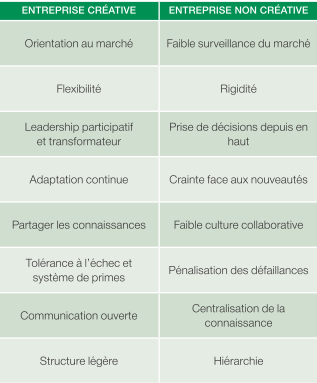 ENTREPRISE CRÉATIVE
ENTREPRISE NON CRÉATIVE
Orientation au marché
Faible surveillance du marché
Flexibilité
Rigidité
Leadership participatif
et transformateur
Prise de décisions depuis en
haut
Adaptation continue
Crainte face aux nouveautés
Partager les connaissances
Faible culture collaborative
Tolérance à l'échec et
système de primes
Pénalisation des défaillances
Communication ouverte
Centralisation de la
connaissance
Structure légère
Hiérarchie